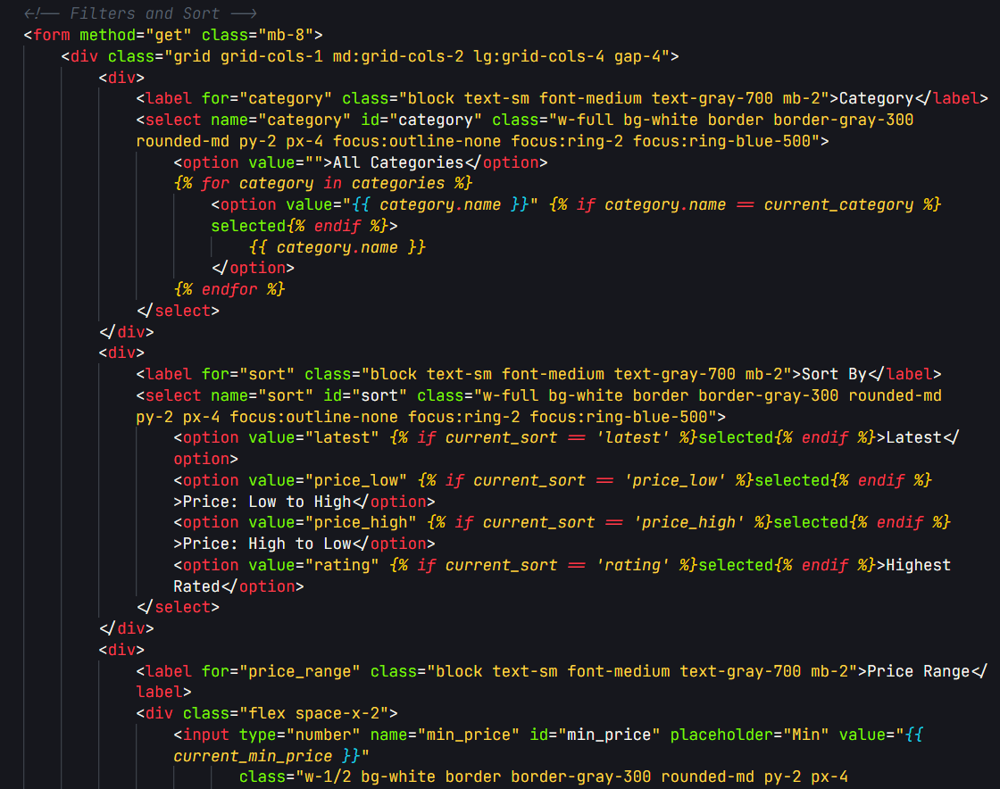 <!-- Filters and Sort -->
<form method="get" class="mb-8">
<div class="grid grid-cols-1 md:grid-cols-2 lg:grid-cols-4 gap-4">
<div>
<label for="category" class="block text-sm font-medium text-gray-700 mb-2">Category</label>
<select name="category" id="category" class="w-full bg-white border border-gray-300
rounded-md py-2 px-4 focus:outline-none focus:ring-2 focus:ring-blue-500">
<option value="">All Categories</option>
{% for category in categories %}
<option value="{{ category.name }}" {% if category.name == current_category %}
selected{% endif %}>
{{ category.name }}
</option>
{% endfor %}
</select>
</div>
<div>
<label for="sort" class="block text-sm font-medium text-gray-700 mb-2">Sort By</label>
<select name="sort" id="sort" class="w-full bg-white border border-gray-300 rounded-md
py-2 px-4 focus:outline-none focus:ring-2 focus:ring-blue-500">
<option value="latest" {% if current_sort == 'latest' %}selected{% endif %}>Latest</
option>
<option value="price_low" {% if current_sort == 'price_low' %}selected{% endif %}
>Price: Low to High</option>
<option value="price_high" {% if current_sort == 'price_high' %}selected{% endif %}
>Price: High to Low</option>
<option value="rating" {% if current_sort == 'rating' %}selected{% endif %}>Highest
Rated</option>
</select>
</div>
<div>
<label for="price_range" class="block text-sm font-medium text-gray-700 mb-2">Price Range</
label>
<div class="flex space-x-2">
<input type="number" name="min_price" id="min_price" placeholder="Min" value="{{
current_min_price }}"
class="w-1/2 bg-white border border-gray-300 rounded-md py-2 px-4